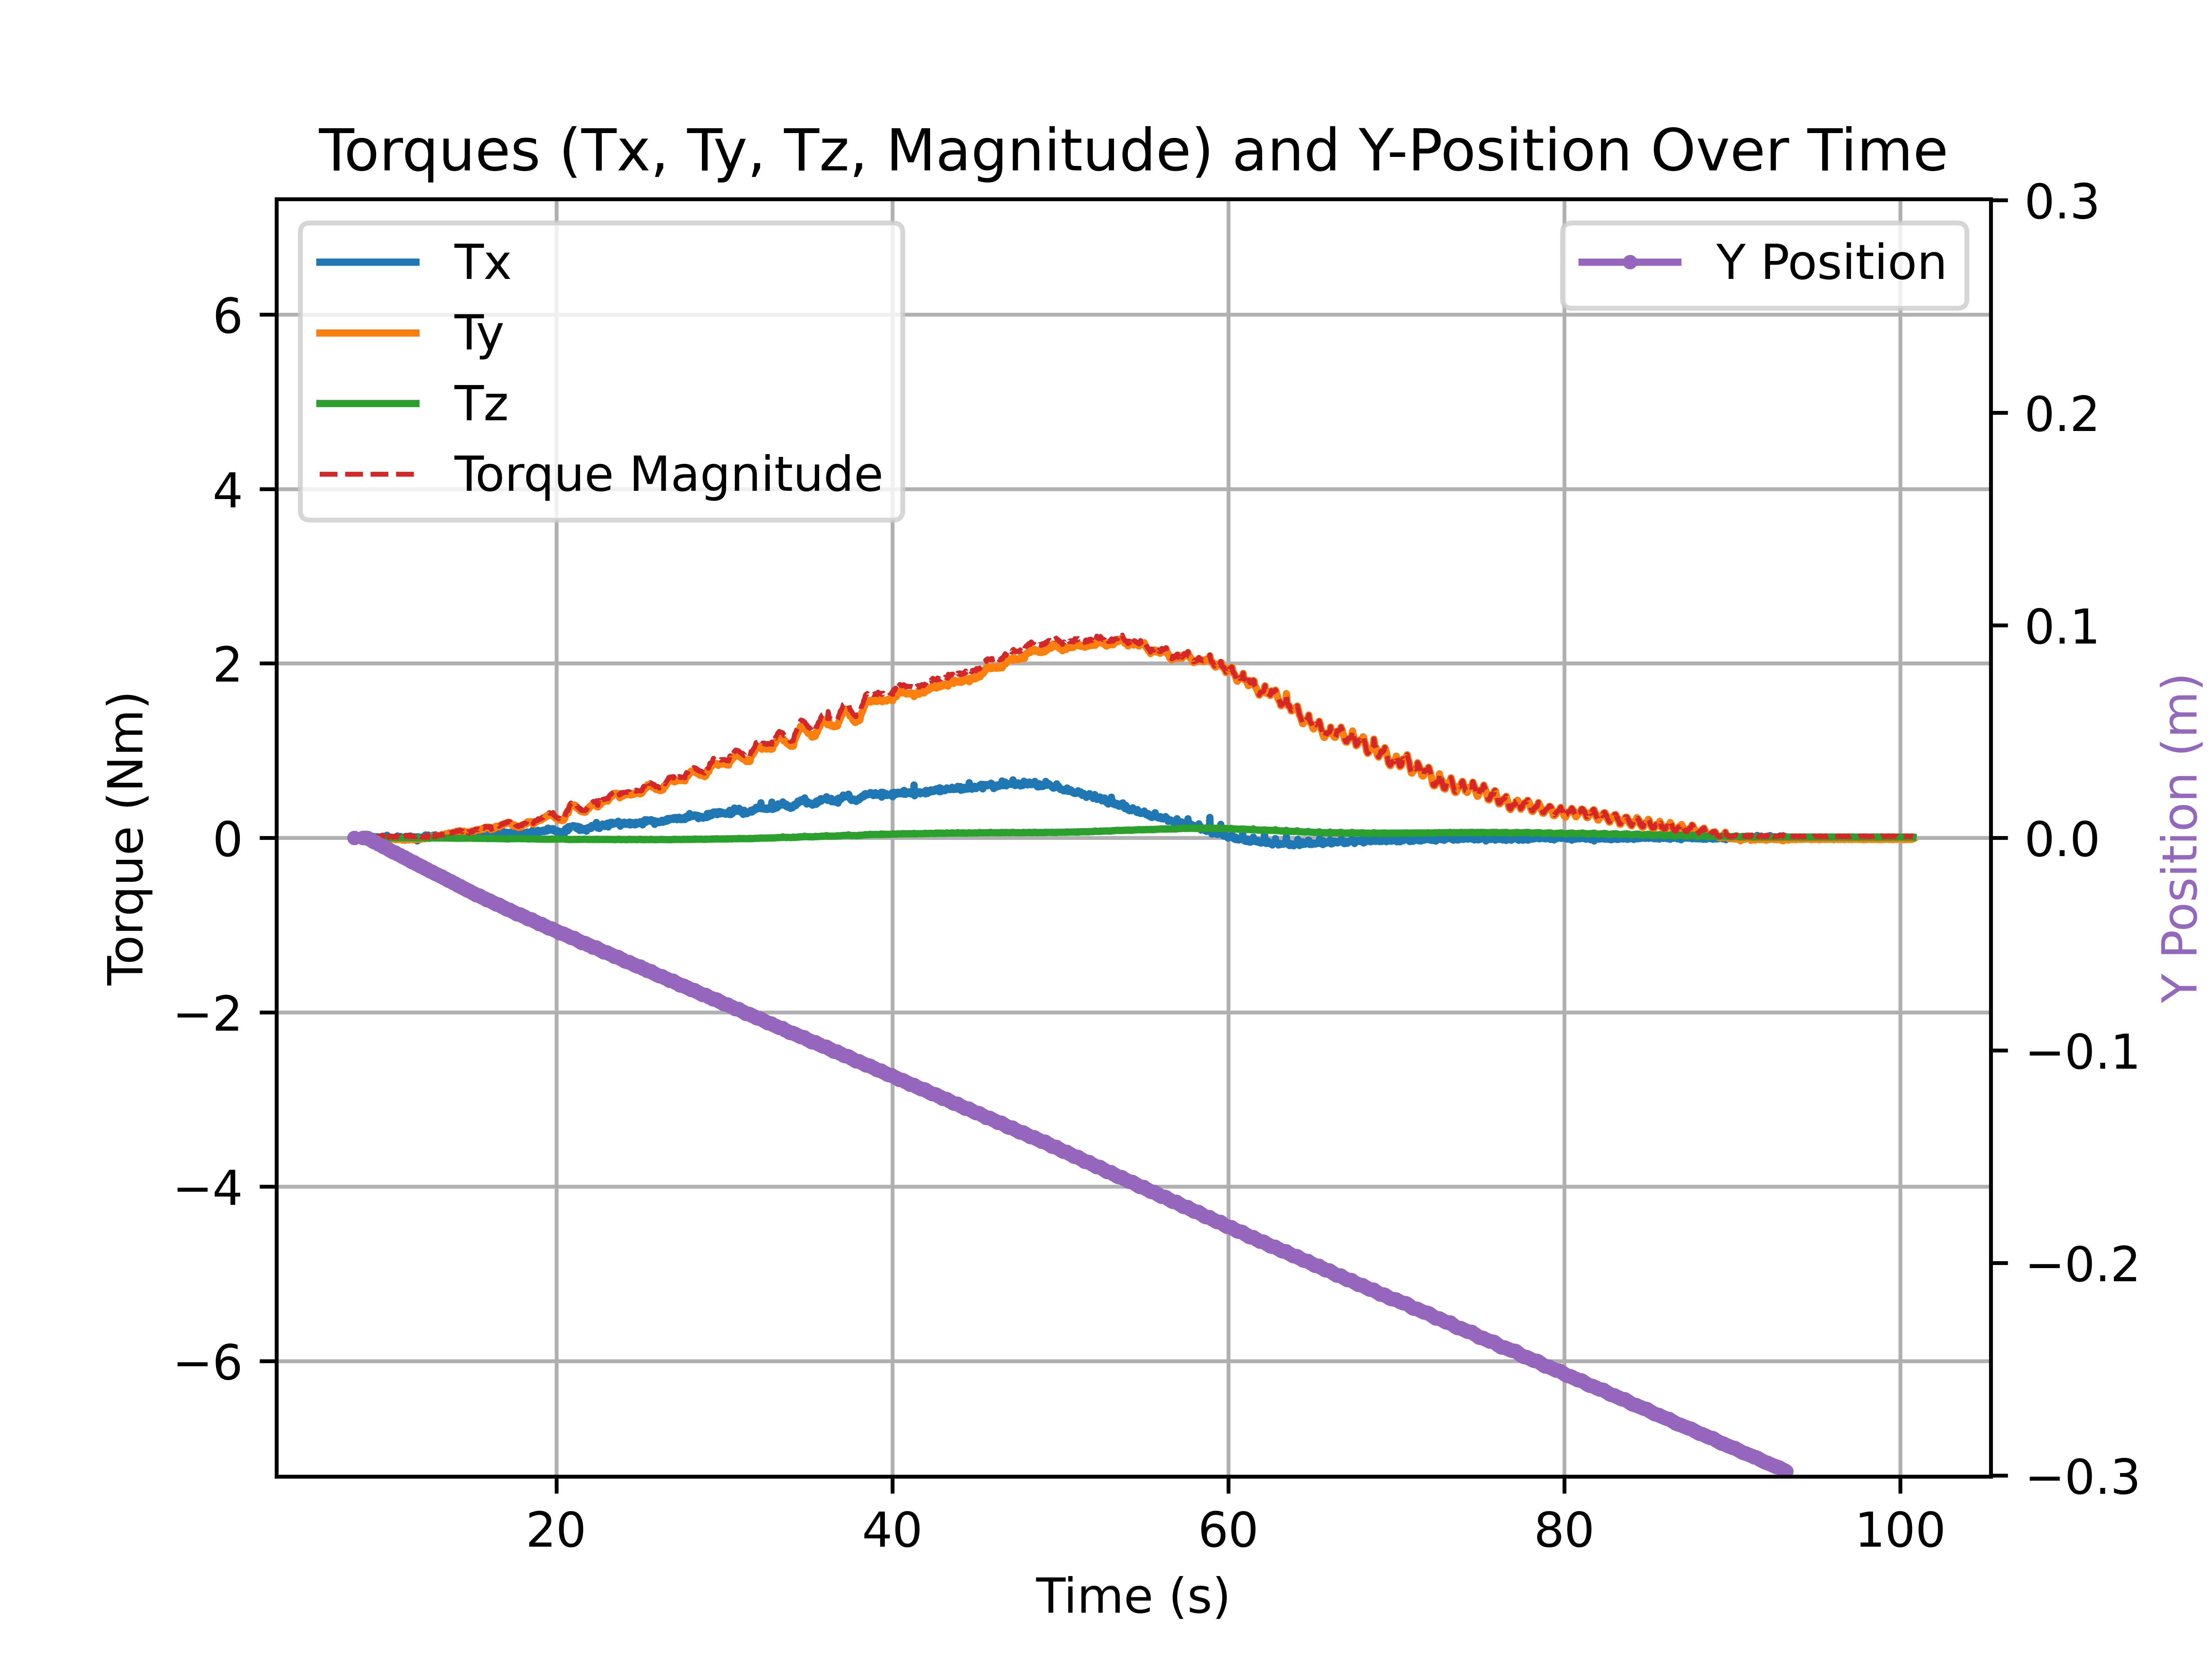 Torques (Tx, Ty, Tz, Magnitude) and Y-Position Over Time
Tx
Ty
Tz
Torque Magnitude
Y Position
Torque (Nm)
6
4
2
0
−2
−4
−6
0.3
0.2
0.1
0.0
−0.1
−0.2
−0.3
Y Position (m)
20 40 60 80 100
Time (s)